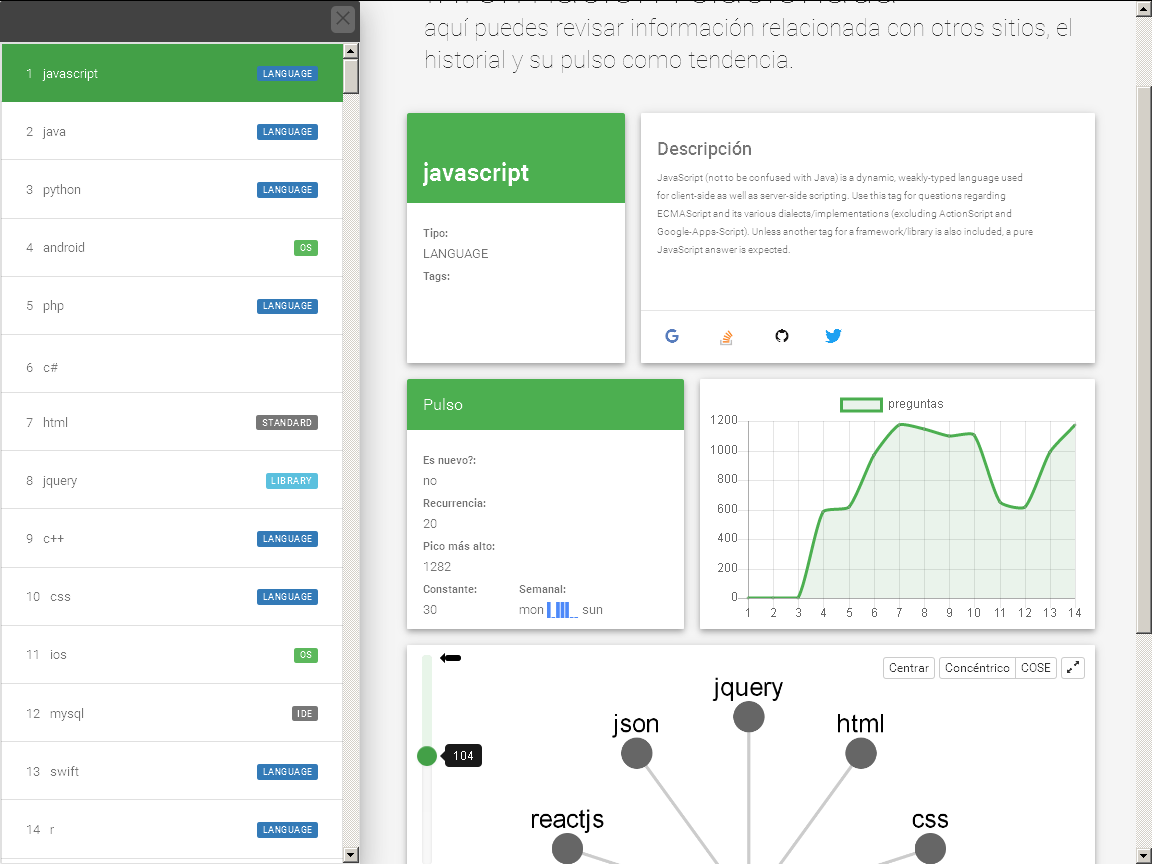 aquí puedes revisar información relacionada con otros sitios, el
historial y su pulso como tendencia.
1 javascript LANGUAGE
2 java LANGUAGE
3 python LANGUAGE
4 android OS
5 php LANGUAGE
6 c#
7 html STANDARD
8 jquery LIBRARY
9 c++ LANGUAGE
10 css LANGUAGE
11 ios OS
12 mysql IDE
13 swift LANGUAGE
14 r LANGUAGE
javascript
Tipo:
LANGUAGE
Tags:
Descripción
JavaScript (not to be confused with Java) is a dynamic, weakly-typed language used
for client-side as well as server-side scripting. Use this tag for questions regarding
ECMAScript and its various dialects/implementations (excluding ActionScript and
Google-Apps-Script). Unless another tag for a framework/library is also included, a pure
JavaScript answer is expected.
Pulso
Es nuevo?:
no
Recurrencia:
20
Pico más alto:
1282
Constante: Semanal:
30 mon sun
preguntas
1200
1000
800
600
400
200
0
1 2 3 4 5 6 7 8 9 10 11 12 13 14
104
Centrar Concéntrico COSE
jquery
json html
reactjs css